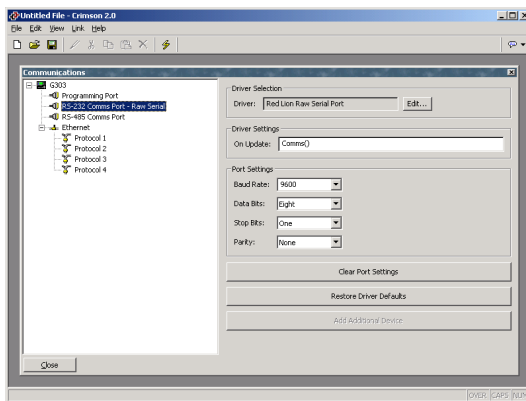 Untitled File - Crimson 2.0
File Edit View Link Help
Communications
G303
Programming Port
RS-232 Comms Port - Raw Serial
RS-485 Comms Port
Ethernet
Protocol 1
Protocol 2
Protocol 3
Protocol 4
Driver Selection
Driver: Red Lion Raw Serial Port Edit...
Driver Settings
On Update: Comms()
Port Settings
Baud Rate: 9600
Data Bits: Eight
Stop Bits: One
Parity: None
Clear Port Settings
Restore Driver Defaults
Add Additional Device
Close
OVER CAPS NUM